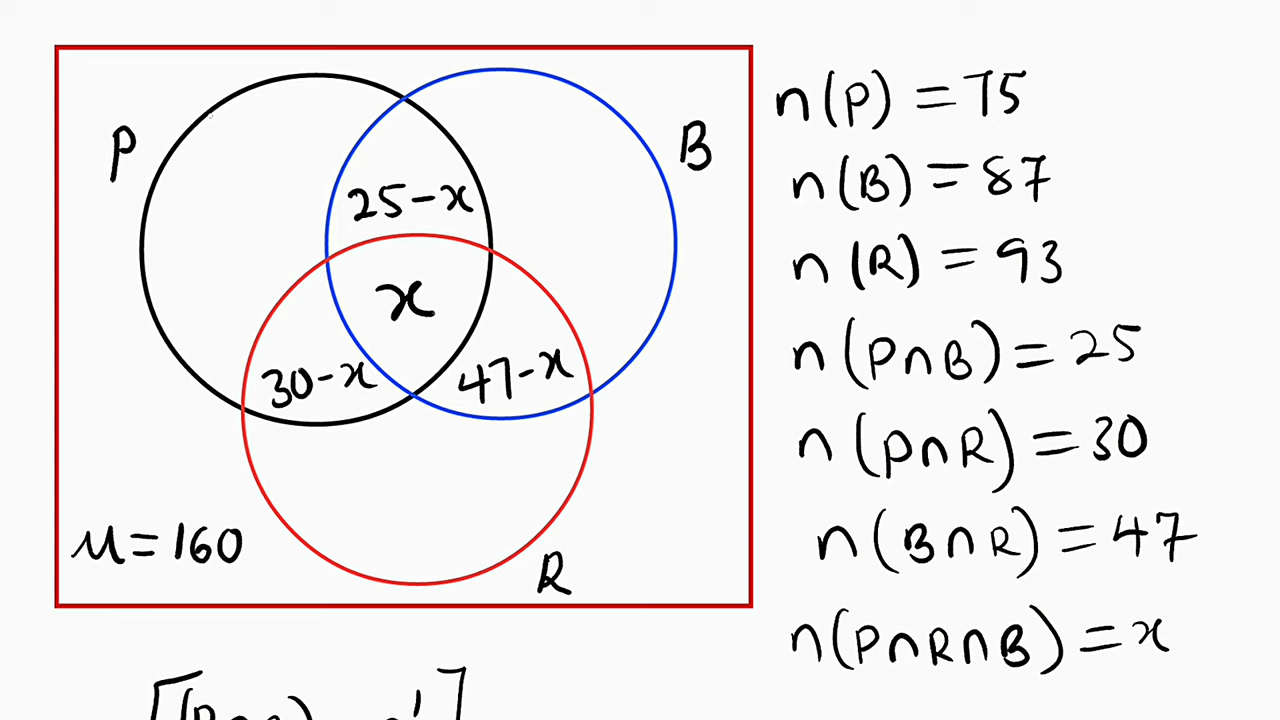 P
B
25-x
x
30-x
47-x
μ=160
R
n(P) = 75
n(B) = 87
n(R) = 93
n(P∩B) = 25
n(P∩R) = 30
n(B∩R) = 47
n(P∩R∩B) = x